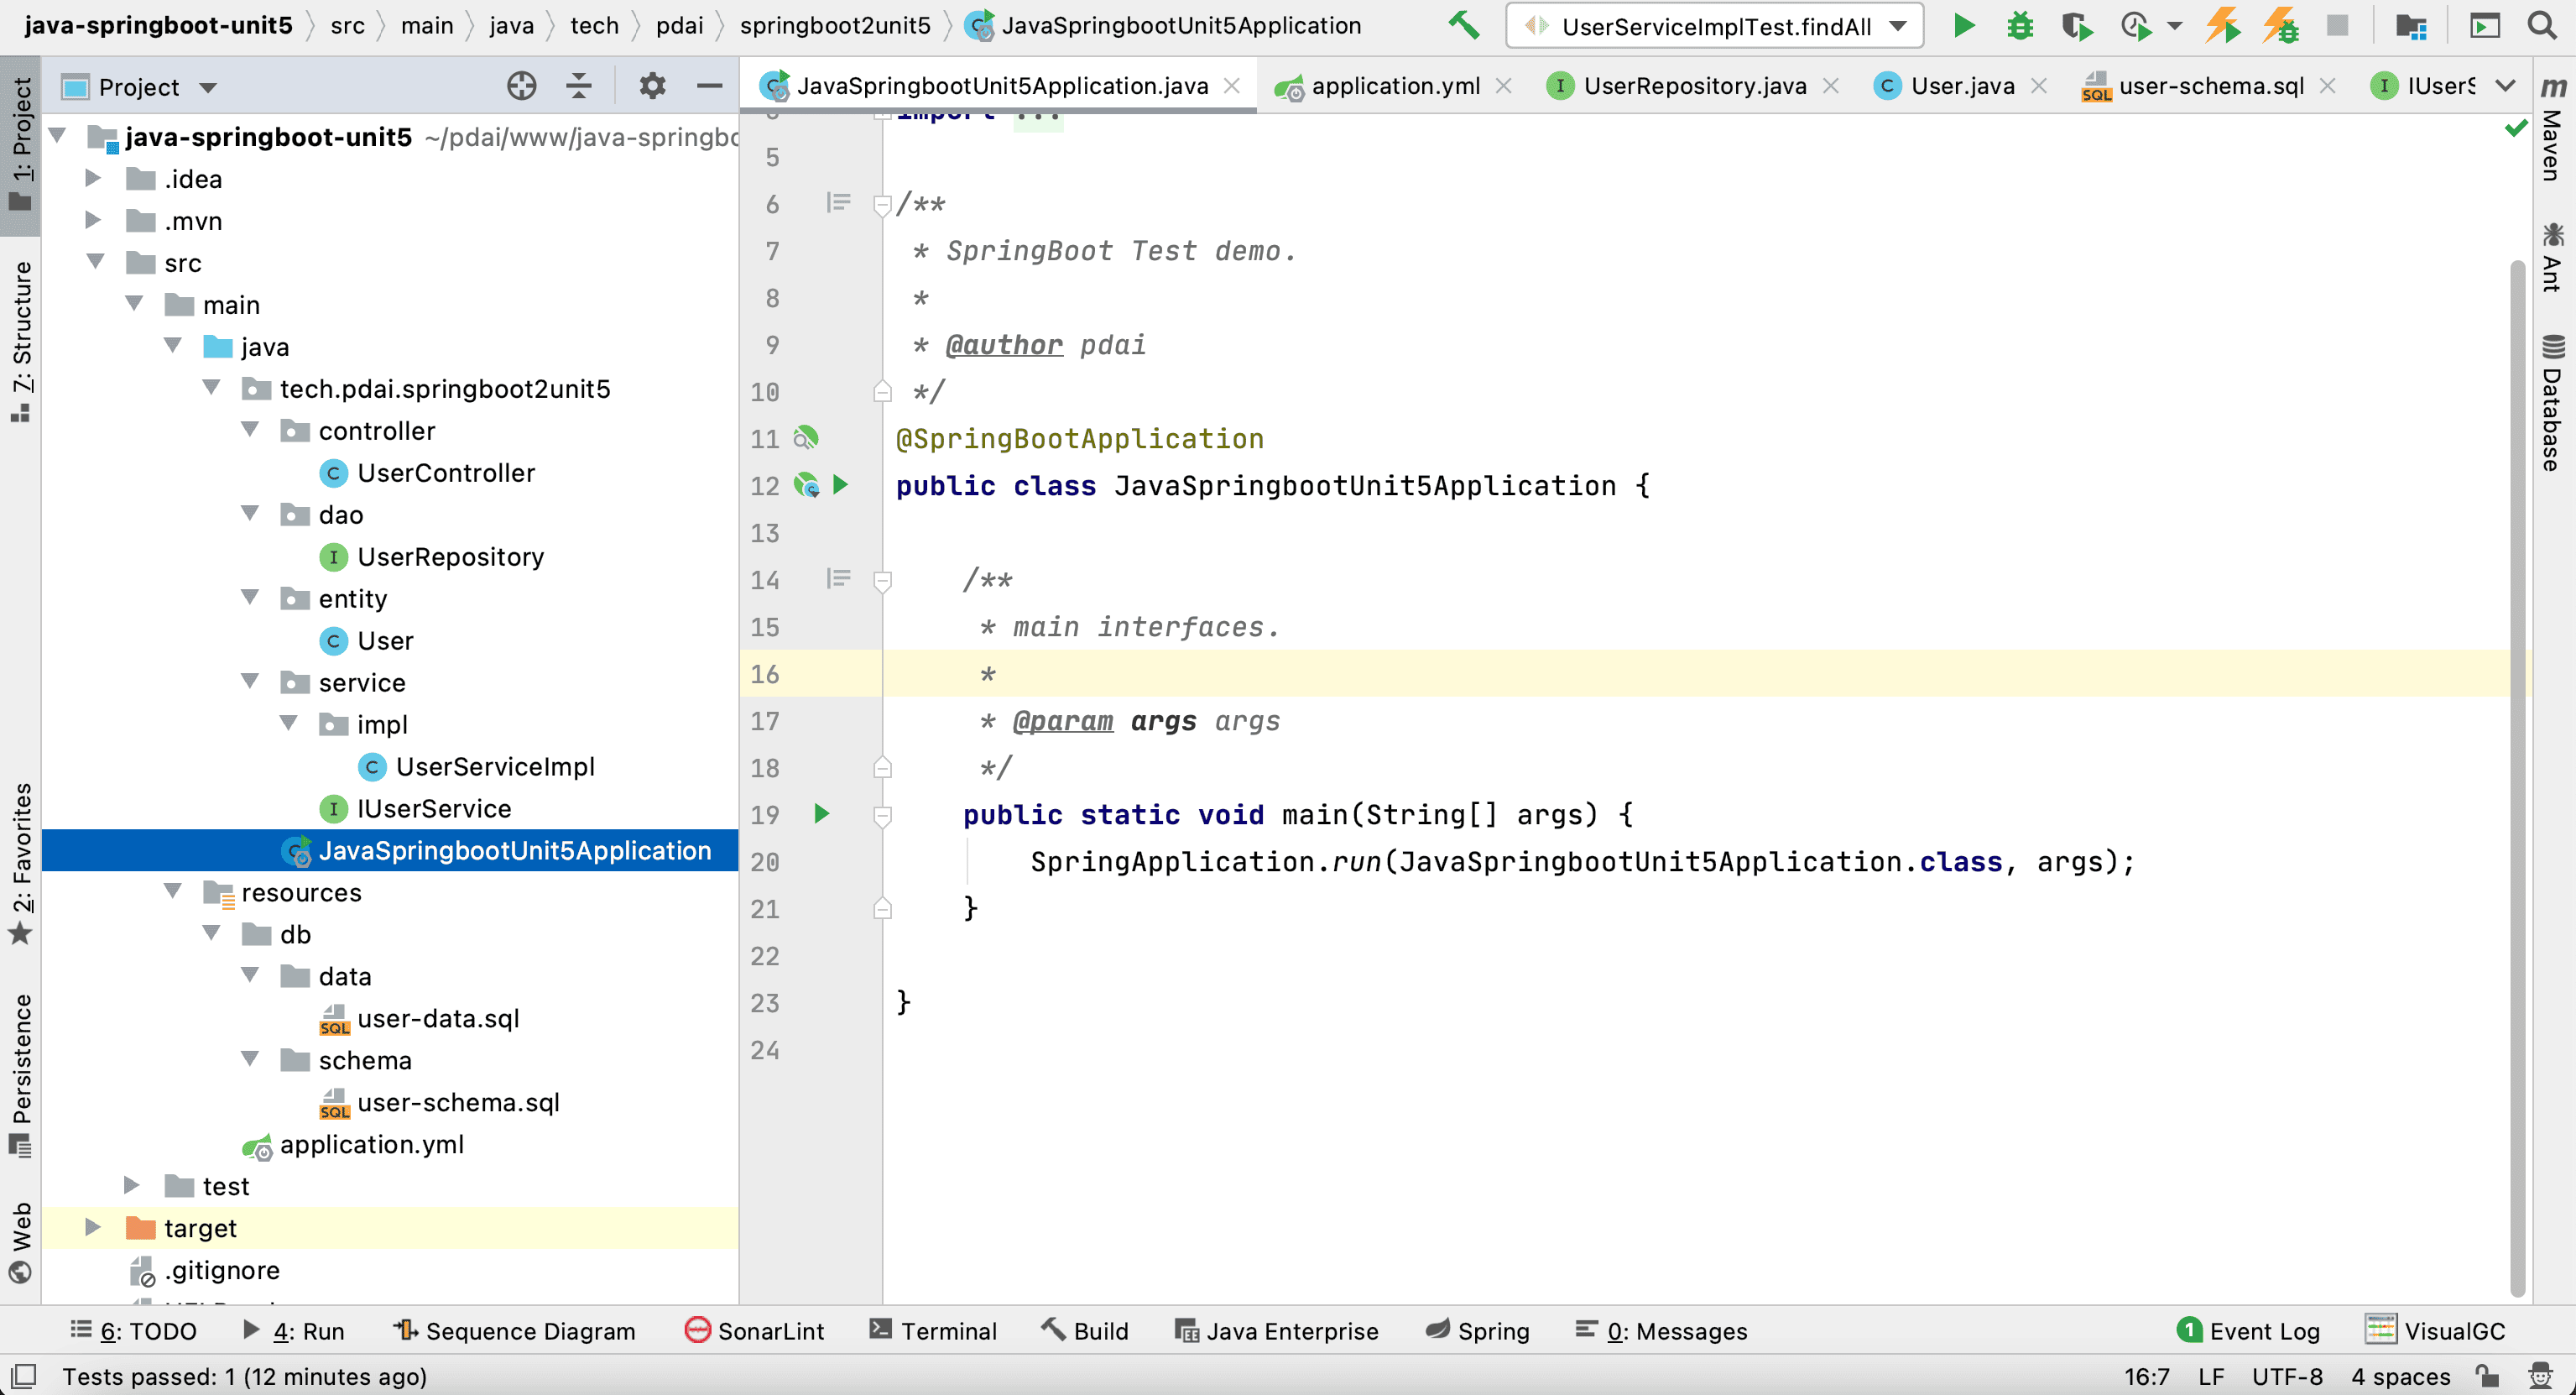 java-springboot-unit5 src main java tech pdai springboot2unit5 JavaSpringbootUnit5Application UserServiceImplTest.findAll
Project
JavaSpringbootUnit5Application.java application.yml UserRepository.java User.java user-schema.sql IUserS
1: Project
7: Structure
2: Favorites
Persistence
Web
java-springboot-unit5 ~/pdai/www/java-springbo
.idea
.mvn
src
main
java
tech.pdai.springboot2unit5
controller
UserController
dao
UserRepository
entity
User
service
impl
UserServiceImpl
IUserService
JavaSpringbootUnit5Application
resources
db
data
user-data.sql
schema
user-schema.sql
application.yml
test
target
.gitignore
import ...
5
6 /**
7 * SpringBoot Test demo.
8 *
9 * @author pdai
10 */
11 @SpringBootApplication
12 public class JavaSpringbootUnit5Application {
13
14 /**
15 * main interfaces.
16 *
17 * @param args args
18 */
19 public static void main(String[] args) {
20 SpringApplication.run(JavaSpringbootUnit5Application.class, args);
21 }
22
23 }
24
Maven
Ant
Database
6: TODO 4: Run Sequence Diagram SonarLint Terminal Build Java Enterprise Spring 0: Messages 1 Event Log VisualGC
Tests passed: 1 (12 minutes ago) 16:7 LF UTF-8 4 spaces